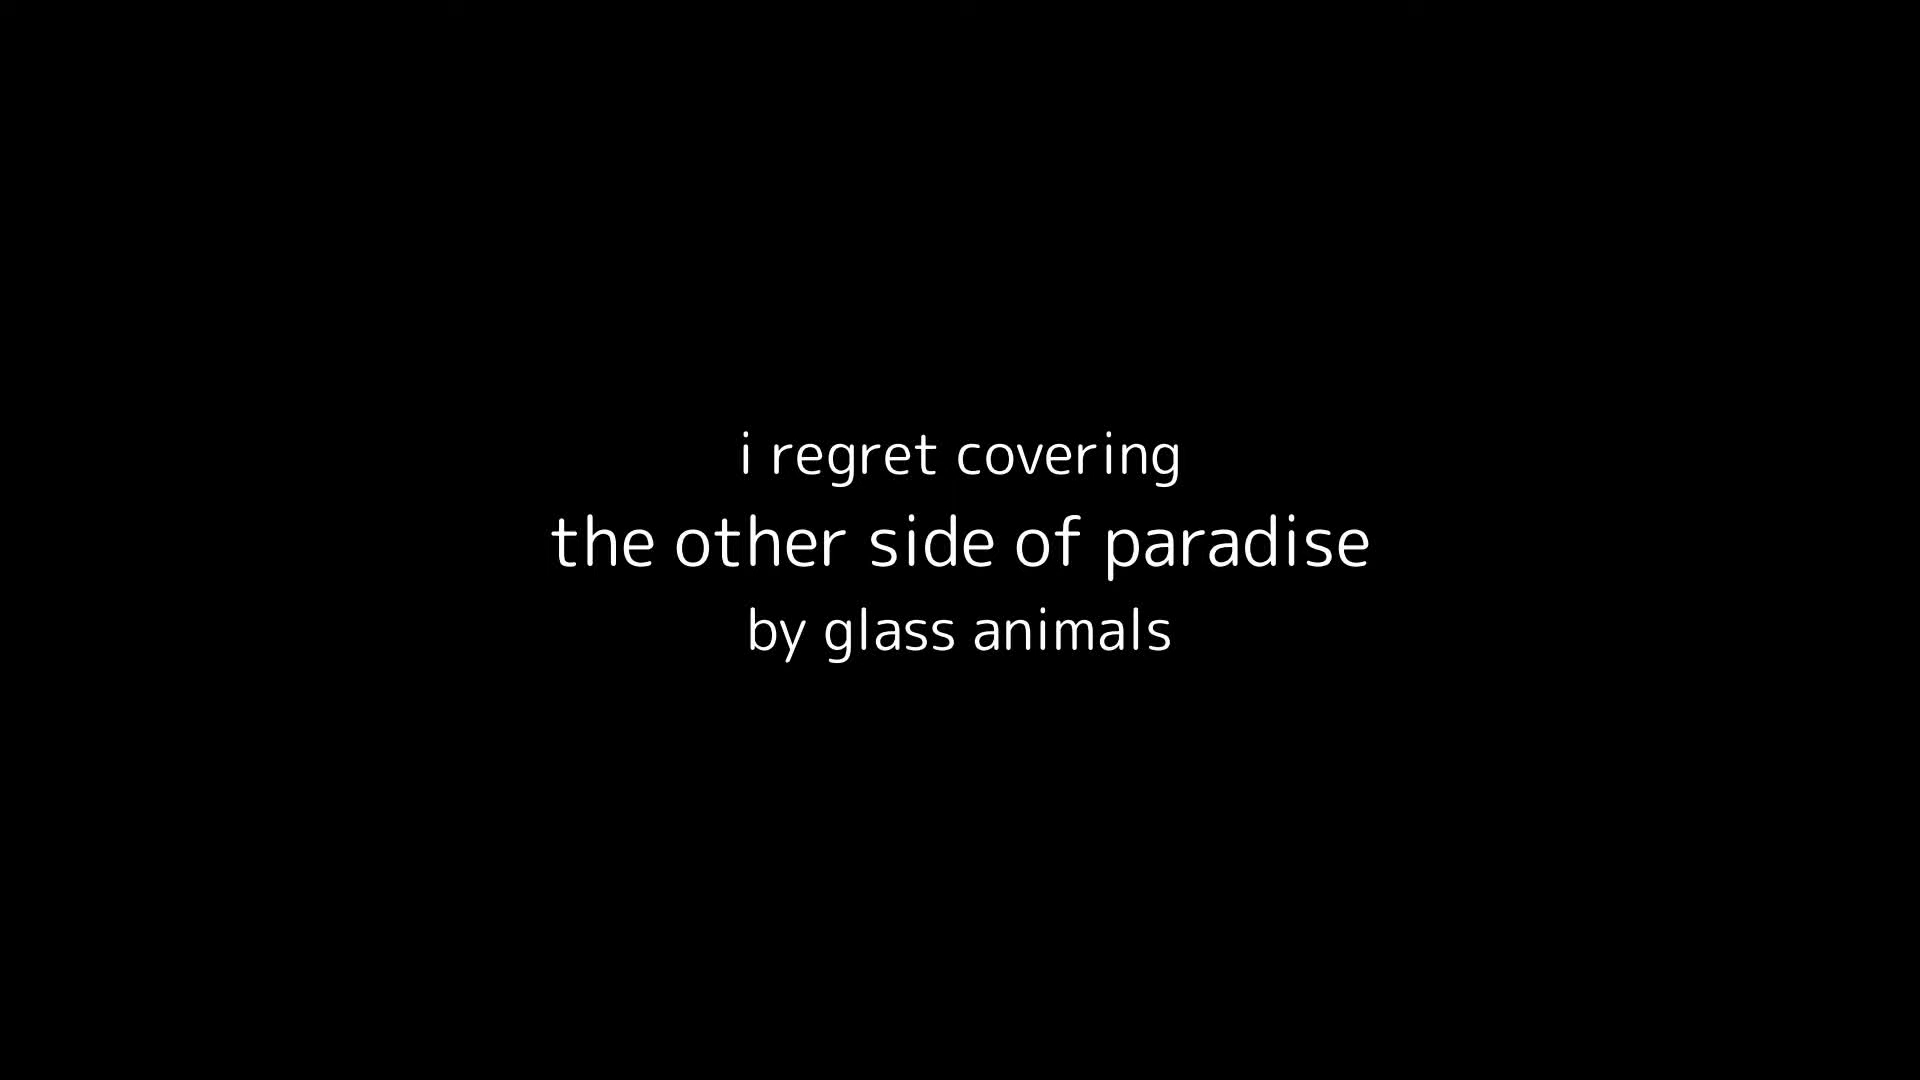 i regret covering
the other side of paradise
by glass animals